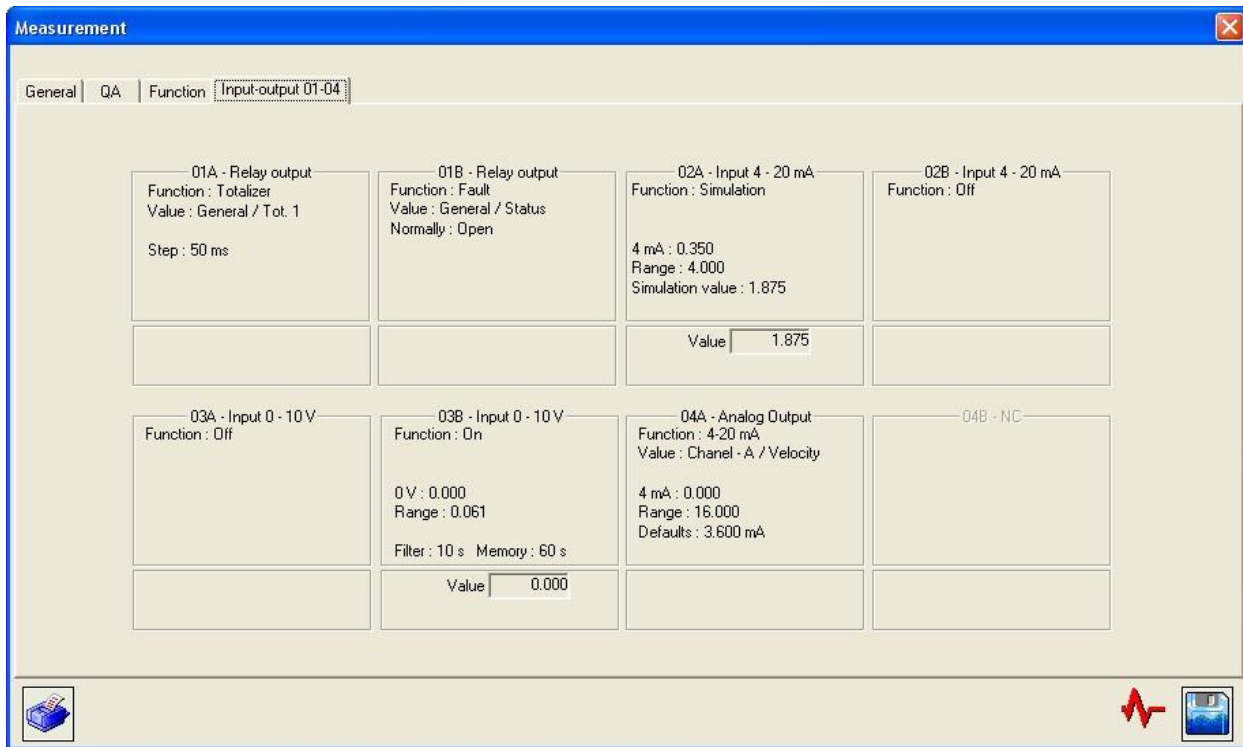 Measurement
General
QA
Function
Input-output 01-04
01A - Relay output
Function : Totalizer
Value : General / Tot. 1
Step : 50 ms
01B - Relay output
Function : Fault
Value : General / Status
Normally : Open
02A - Input 4 - 20 mA
Function : Simulation
4 mA : 0.350
Range : 4.000
Simulation value : 1.875
Value 1.875
02B - Input 4 - 20 mA
Function : Off
03A - Input 0 - 10 V
Function : Off
03B - Input 0 - 10 V
Function : On
0 V : 0.000
Range : 0.061
Filter : 10 s Memory : 60 s
Value 0.000
04A - Analog Output
Function : 4-20 mA
Value : Chanel - A / Velocity
4 mA : 0.000
Range : 16.000
Defaults : 3.600 mA
04B - NC